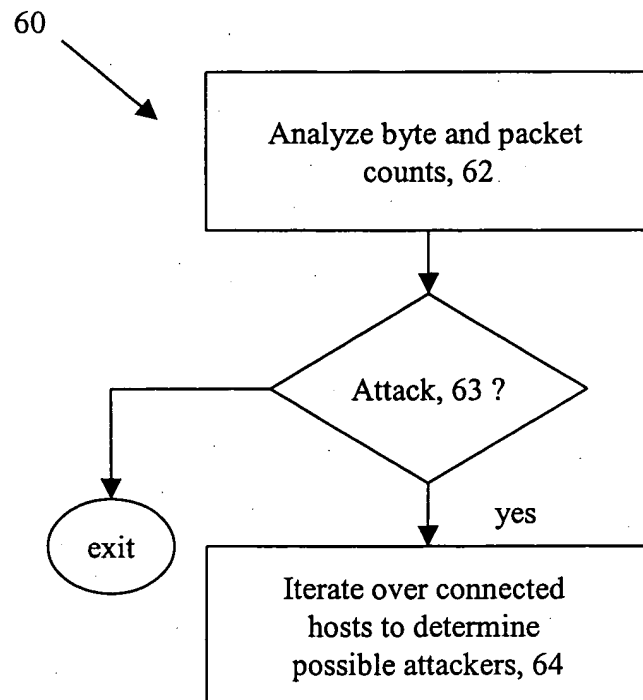 60
Analyze byte and packet
counts, 62
Attack, 63 ?
yes
exit
Iterate over connected
hosts to determine
possible attackers, 64